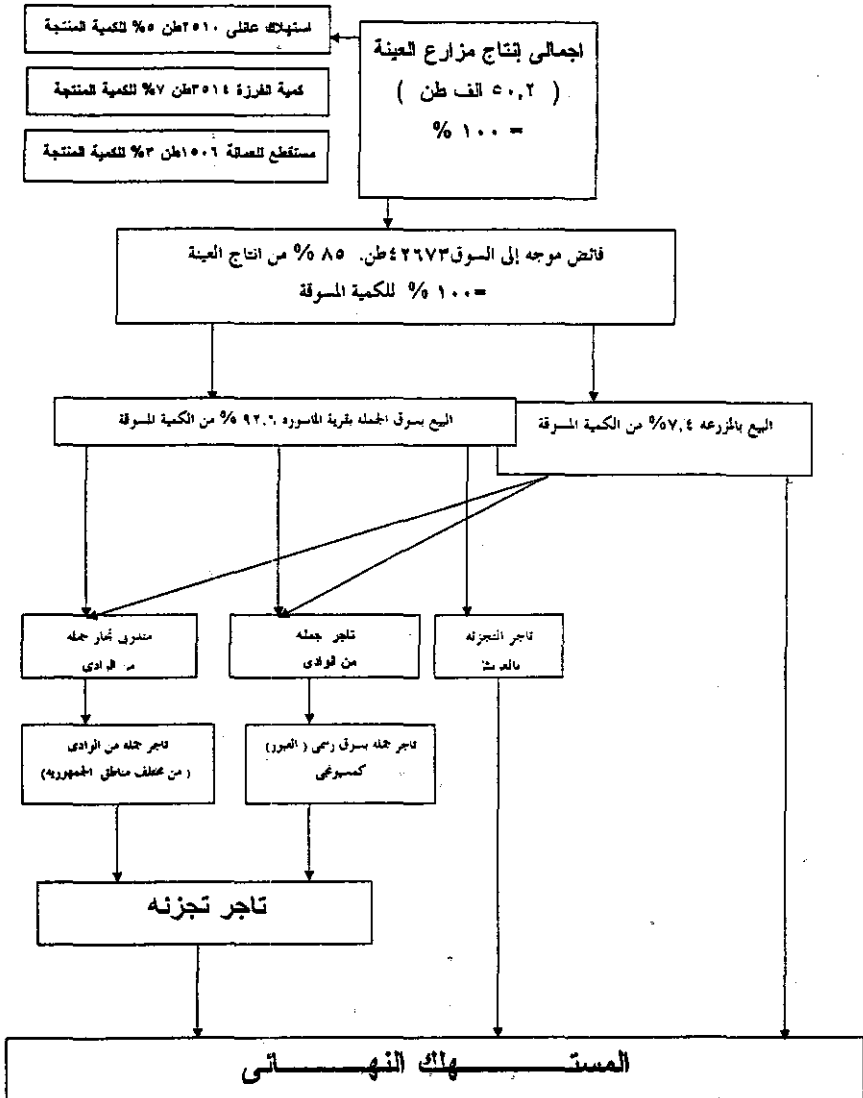 اجمالى إنتاج مزارع العينة
( ٥٠,٢ الف طن )
= ١٠٠ %
استهلاك عائلى ٢٥١٠طن ٥% للكمية المنتجة
كمية الفرزة ٣٥١٤طن ٧% للكمية المنتجة
مستقطع للعمالة ١٥٠٦طن ٣% للكمية المنتجة
فائض موجه إلى السوق٤٢٦٧٣طن. ٨٥ % من انتاج العينة
=١٠٠ % للكمية المسوقة
البيع بالمزرعه ٧,٤% من الكمية المسوقة
البيع بسوق الجمله بقرية الماسوره ٩٢,٦ % من الكمية المسوقة
تاجر التجزئه
بالعريش
تاجر جمله
من الوادى
مندوبى تجار جمله
من الوادى
تاجر جمله بسوق رسمى ( العبور)
كمسيونجى
تاجر جمله من الوادى
( من مختلف مناطق الجمهوريه)
تاجر تجزئه
المستــــــــهلك النهـــــــائى